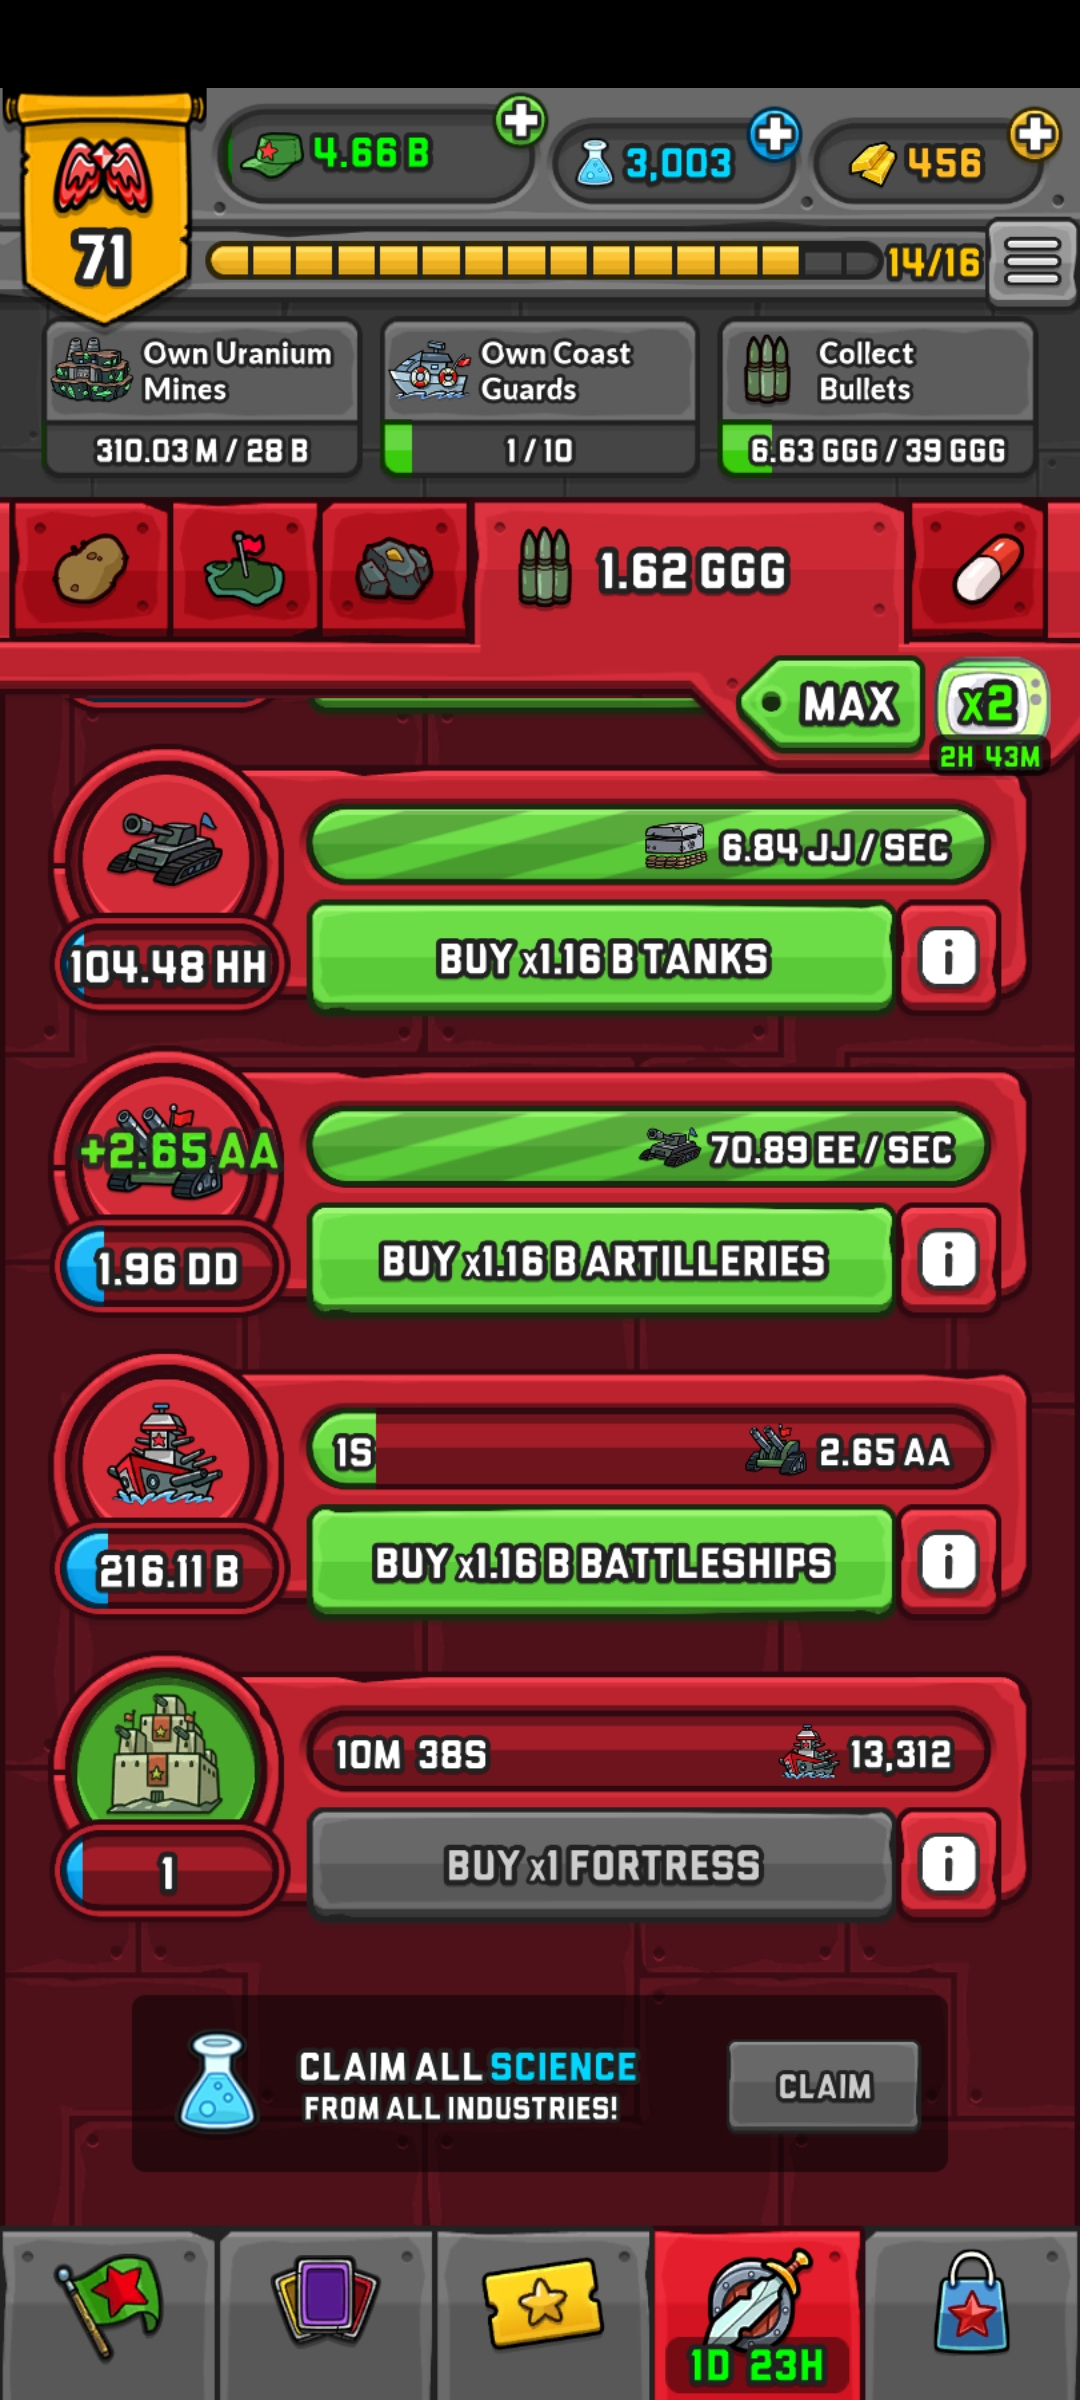 4.66 B
3,003
456
71
14/16
Own Uranium
Mines
310.03 M / 28 B
Own Coast
Guards
1 / 10
Collect
Bullets
6.63 GGG / 39 GGG
1.62 GGG
MAX
x2
2H 43M
6.84 JJ / SEC
104.48 HH
BUY x1.16 B TANKS
i
+2.65 AA
70.89 EE / SEC
1.96 DD
BUY x1.16 B ARTILLERIES
i
1S
2.65 AA
216.11 B
BUY x1.16 B BATTLESHIPS
i
10M 38S
13,312
1
BUY x1 FORTRESS
i
CLAIM ALL SCIENCE
FROM ALL INDUSTRIES!
CLAIM
1D 23H